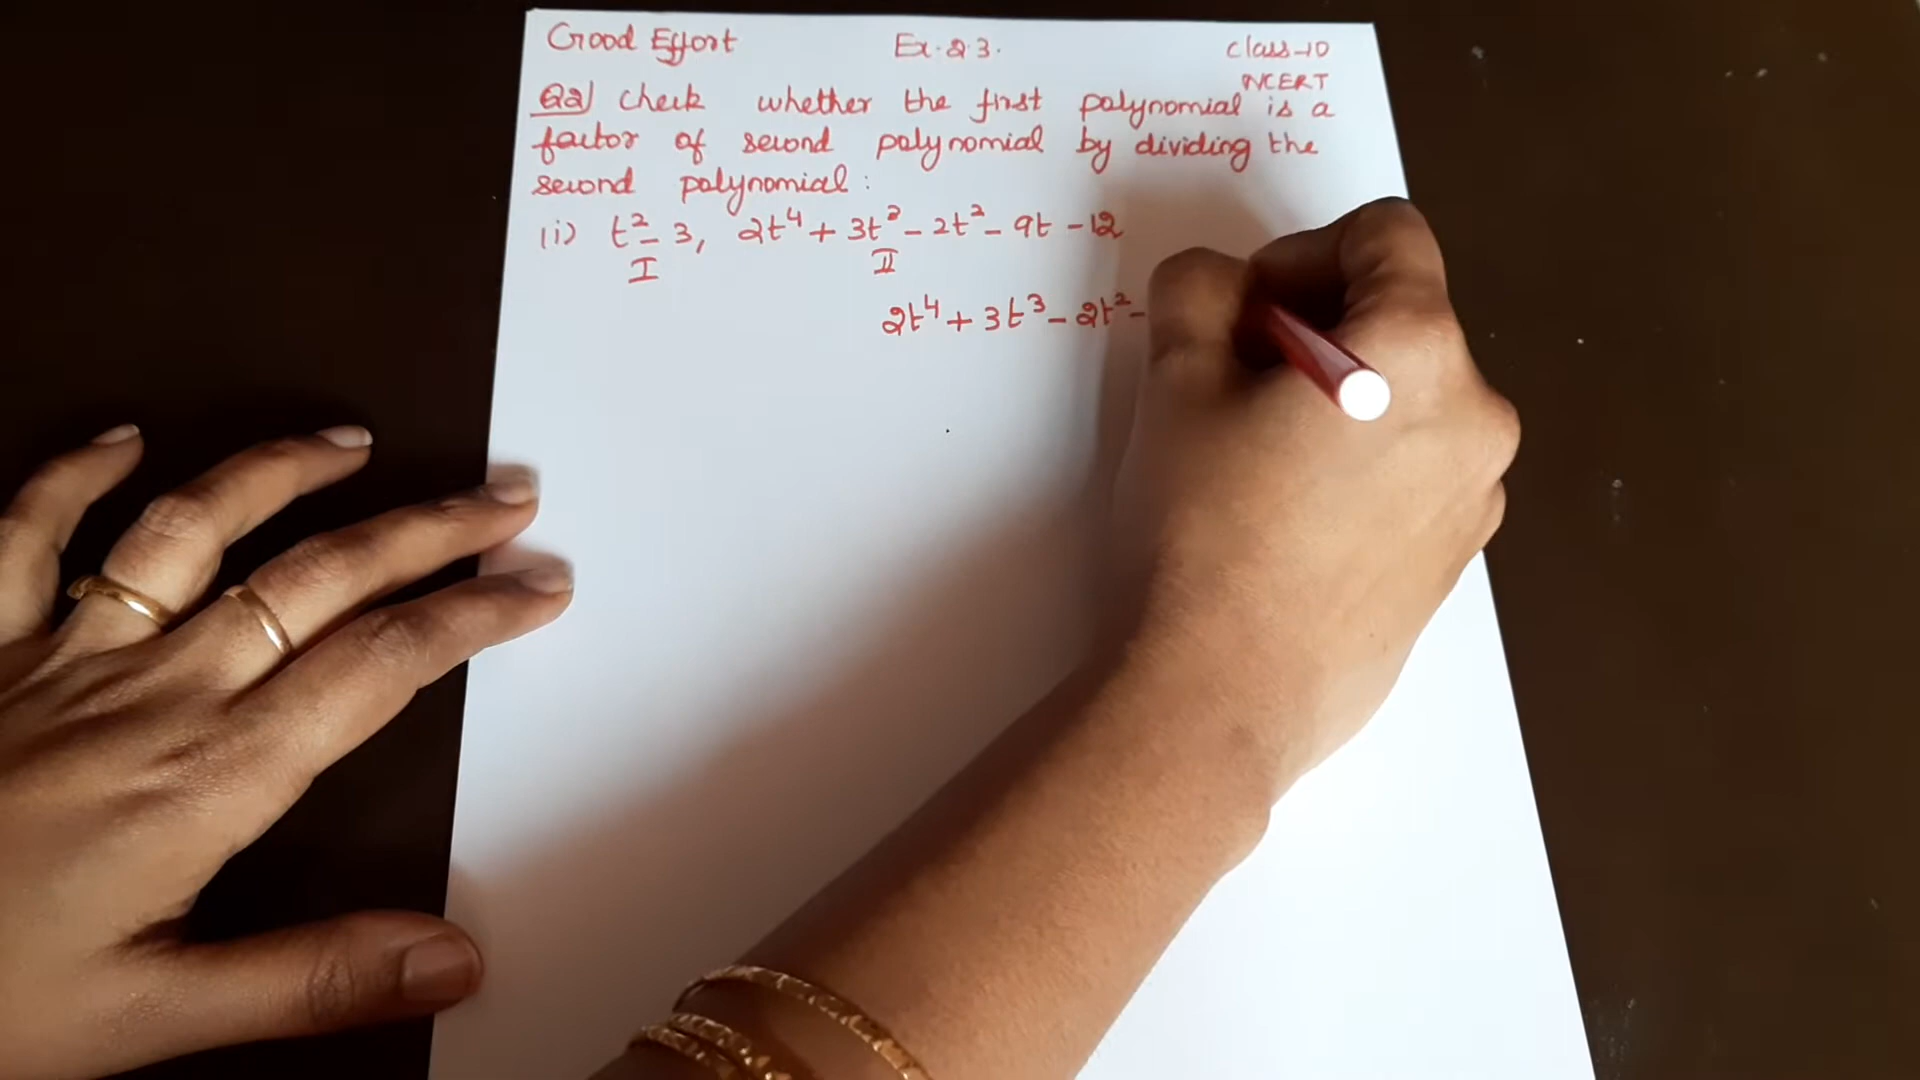 Good Effort Ex. 2.3. Class-10
NCERT
Q2) Check whether the first polynomial is a
factor of second polynomial by dividing the
second polynomial :
(i) t² - 3, 2t⁴ + 3t² - 2t² - 9t - 12
I II
2t⁴ + 3t³ - 2t² -